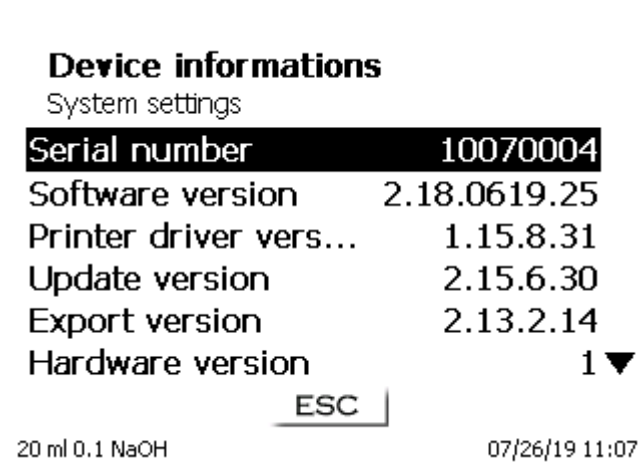 Device informations
System settings
Serial number 10070004
Software version 2.18.0619.25
Printer driver vers... 1.15.8.31
Update version 2.15.6.30
Export version 2.13.2.14
Hardware version 1
ESC
20 ml 0.1 NaOH 07/26/19 11:07